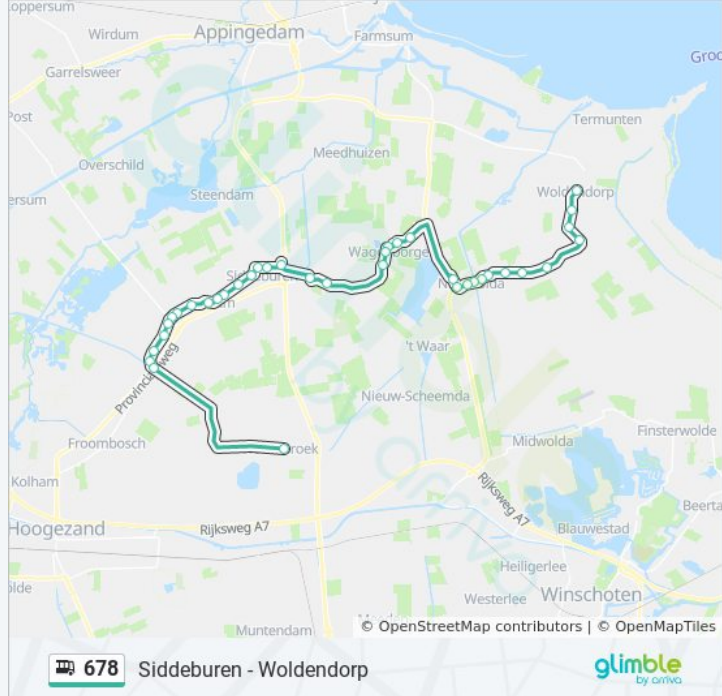 oppersum
Wirdum
Appingedam
Farmsum
Garrelsweer
Groo
Post
Termunten
Overschild
Meedhuizen
ersum
Steendam
Woldendorp
Provincialeweg
't Waar
Nieuw-Scheemda
Froombosch
Midwolda
Finsterwolde
Kolham
Hoogezand
Rijksweg A7
Rijksweg A7
Blauwestad
Beerta
Heiligerlee
olde
Westerlee
Winschoten
Muntendam
© OpenStreetMap contributors | © OpenMapTiles
678 Siddeburen - Woldendorp
glimble
by arriva